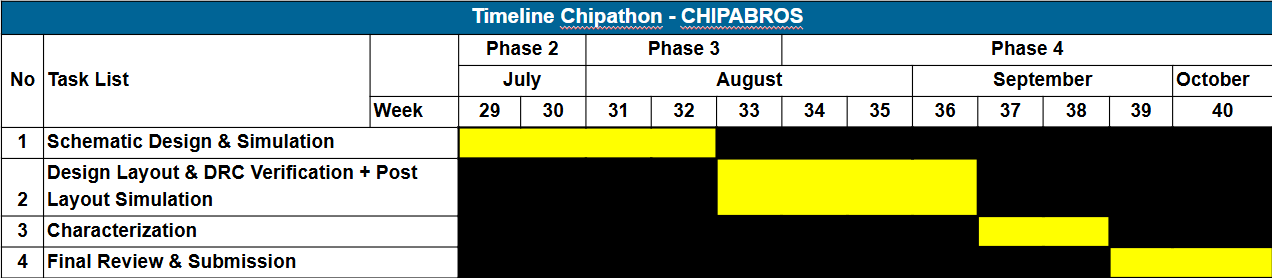 Timeline Chipathon - CHIPABROS
Phase 2 Phase 3 Phase 4
No Task List July August September October
Week 29 30 31 32 33 34 35 36 37 38 39 40
1 Schematic Design & Simulation
2 Design Layout & DRC Verification + Post
Layout Simulation
3 Characterization
4 Final Review & Submission